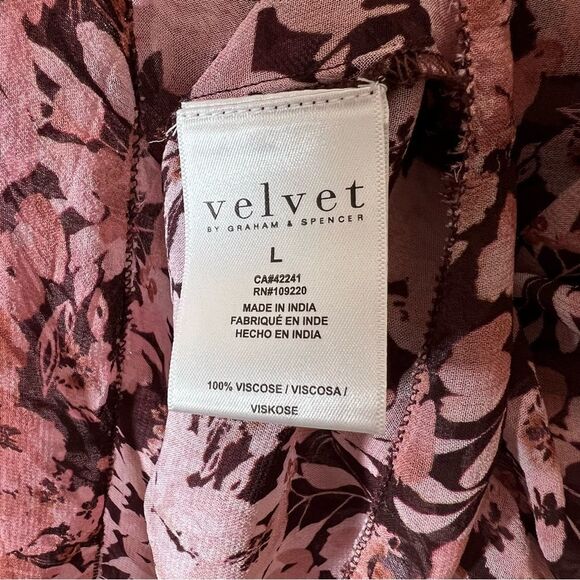 velvet
BY GRAHAM & SPENCER
L
CA#42241
RN#109220
MADE IN INDIA
FABRIQUÉ EN INDE
HECHO EN INDIA
100% VISCOSE / VISCOSA /
VISKOSE